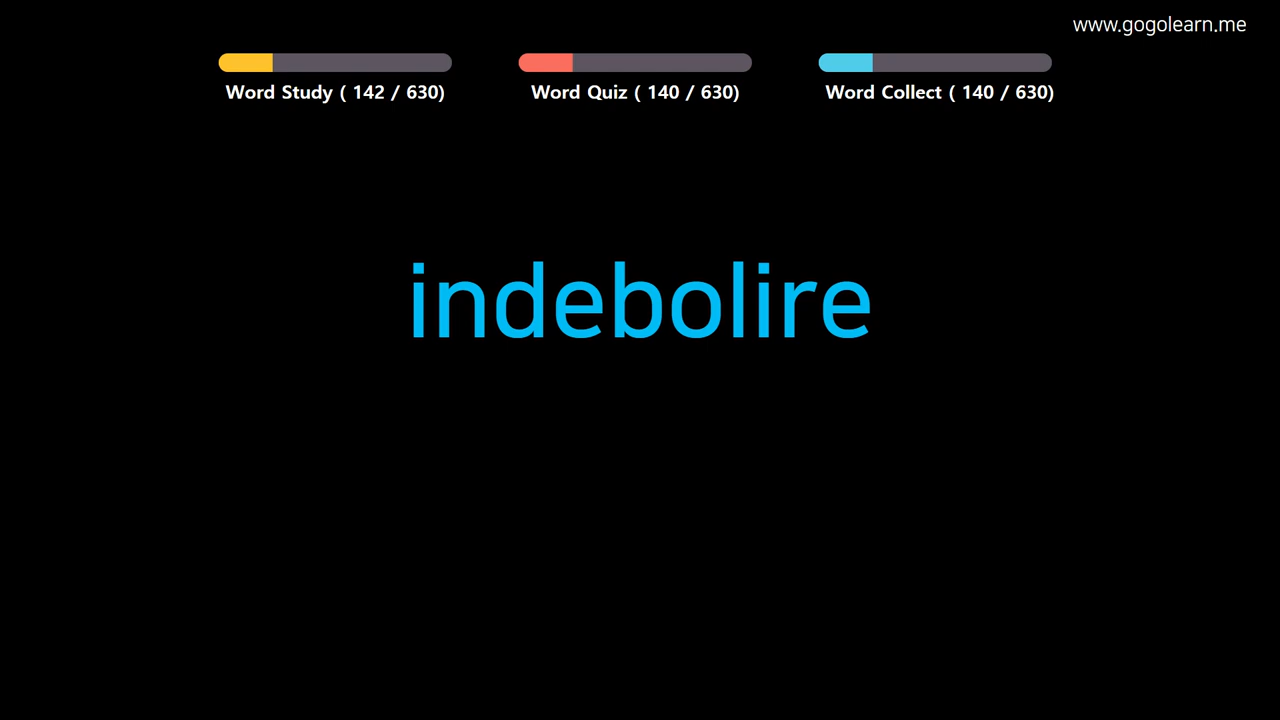 www.gogolearn.me
Word Study ( 142 / 630)
Word Quiz ( 140 / 630)
Word Collect ( 140 / 630)
indebolire